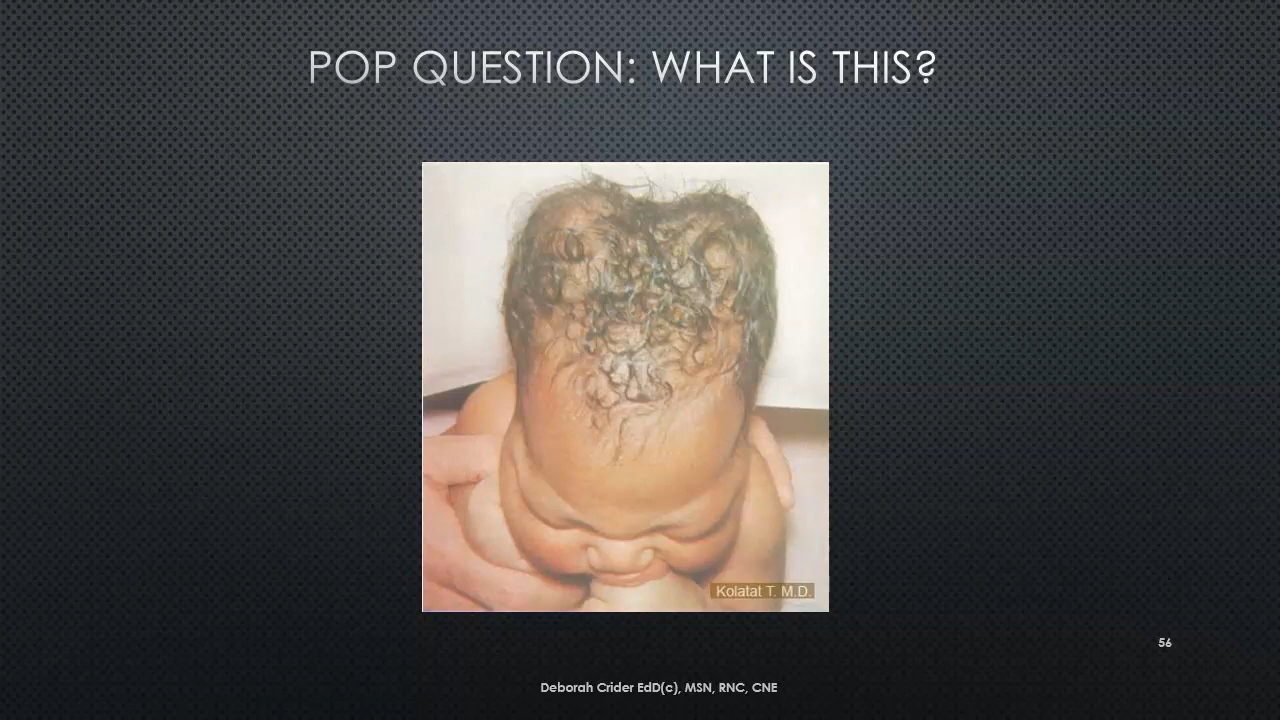 POP QUESTION: WHAT IS THIS?
Kolatat T. M.D.
56
Deborah Crider EdD(c), MSN, RNC, CNE